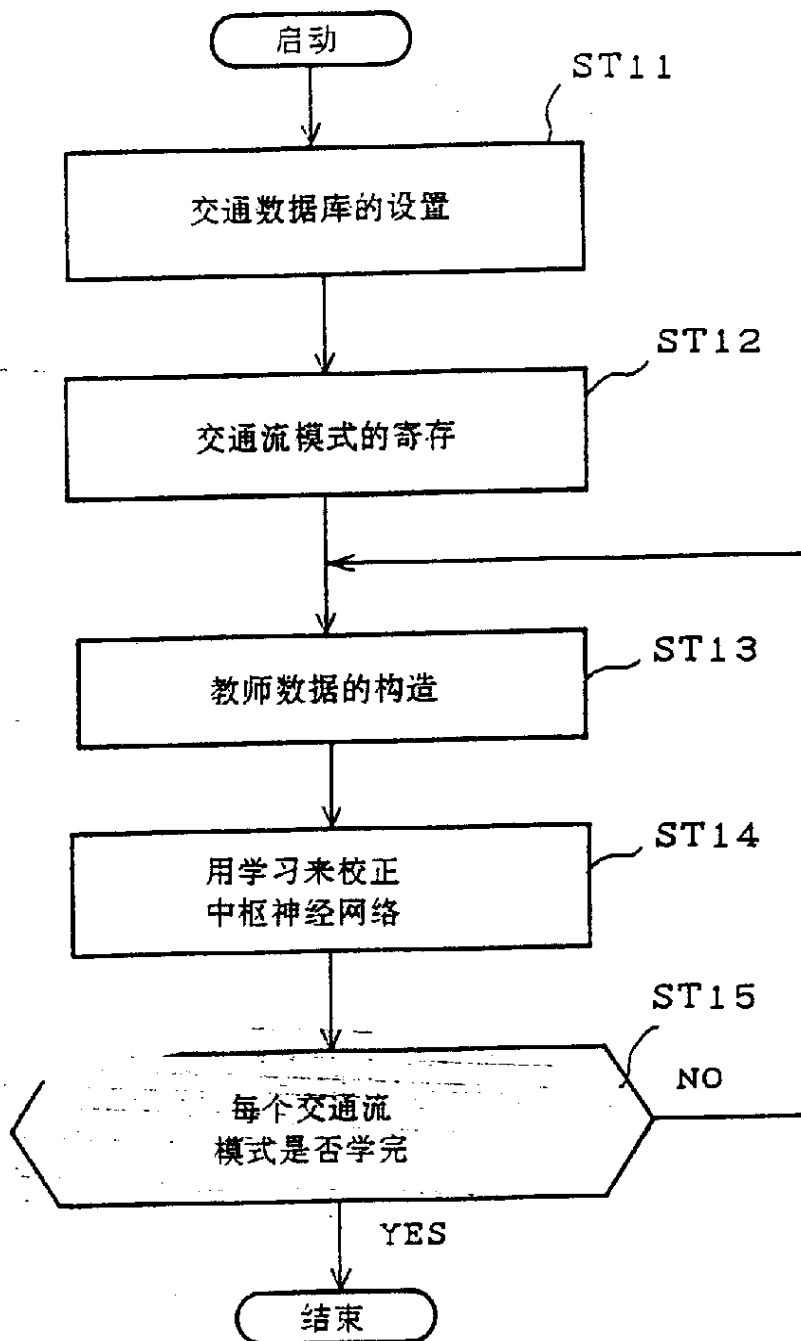 启动
ST11
交通数据库的设置
ST12
交通流模式的寄存
ST13
教师数据的构造
ST14
用学习来校正
中枢神经网络
ST15
每个交通流
模式是否学完
NO
YES
结束